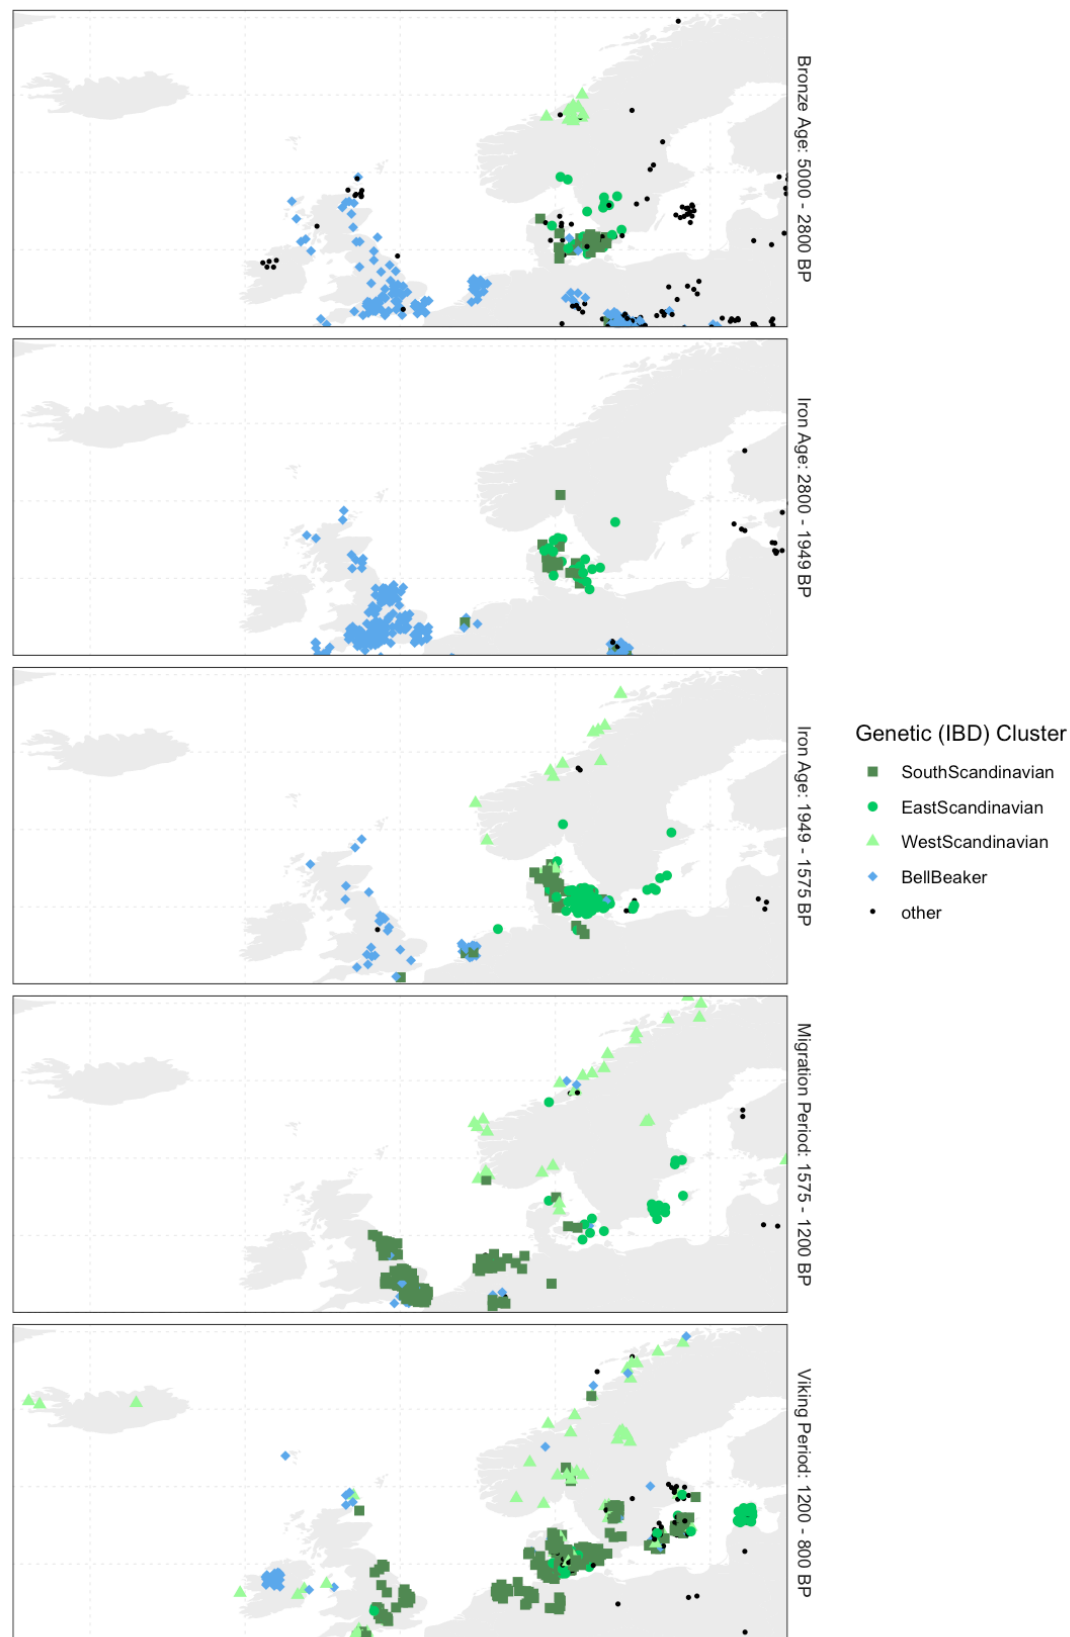 Bronze Age: 5000 - 2800 BP
Iron Age: 2800 - 1949 BP
Iron Age: 1949 - 1575 BP
Migration Period: 1575 - 1200 BP
Viking Period: 1200 - 800 BP
Genetic (IBD) Cluster
SouthScandinavian
EastScandinavian
WestScandinavian
BellBeaker
other